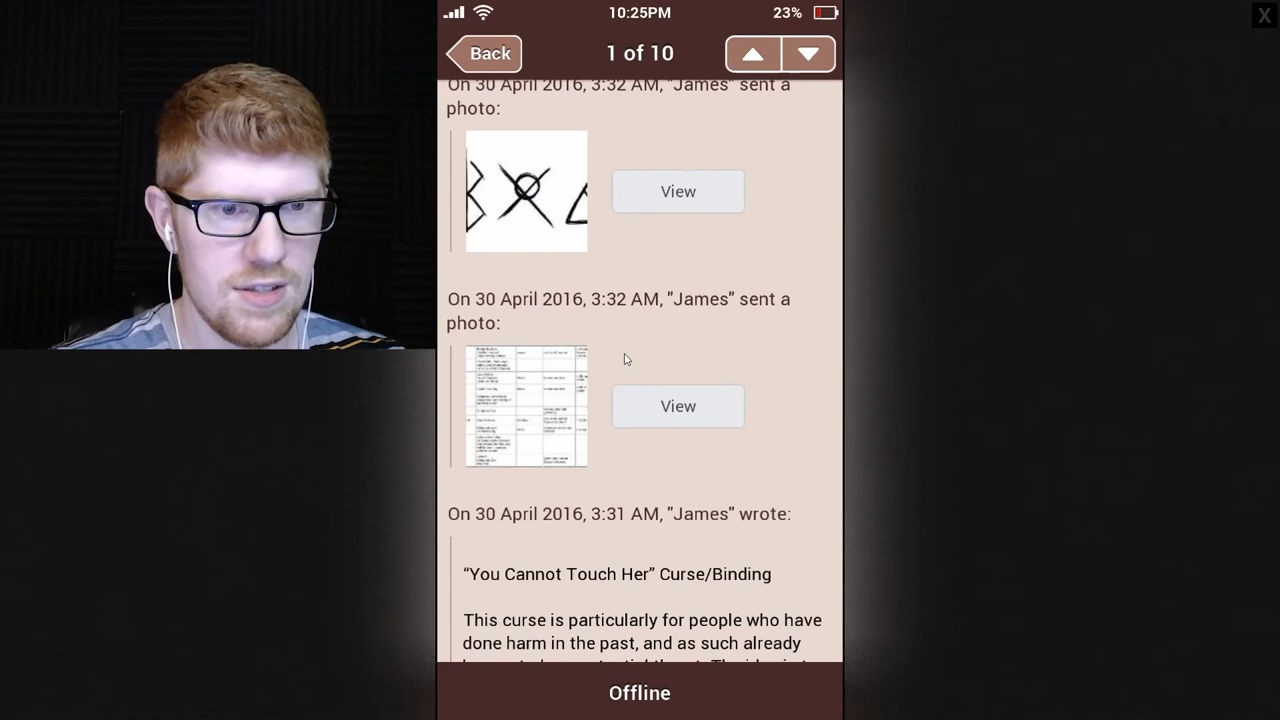 10:25PM
23%
X
Back
1 of 10
On 30 April 2016, 3:32 AM, "James" sent a
photo:
View
On 30 April 2016, 3:32 AM, "James" sent a
photo:
View
On 30 April 2016, 3:31 AM, "James" wrote:
“You Cannot Touch Her” Curse/Binding
This curse is particularly for people who have
done harm in the past, and as such already
Offline